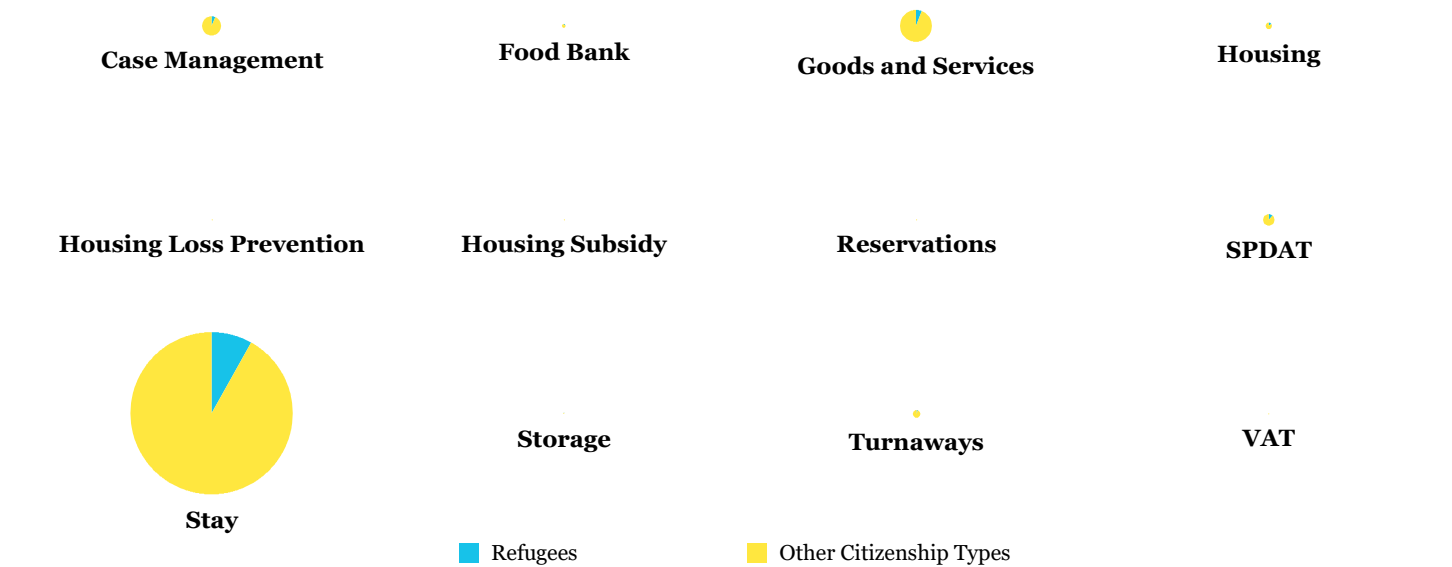 Case Management
Food Bank
Goods and Services
Housing
Housing Loss Prevention
Housing Subsidy
Reservations
SPDAT
Stay
Storage
Turnaways
VAT
Refugees
Other Citizenship Types